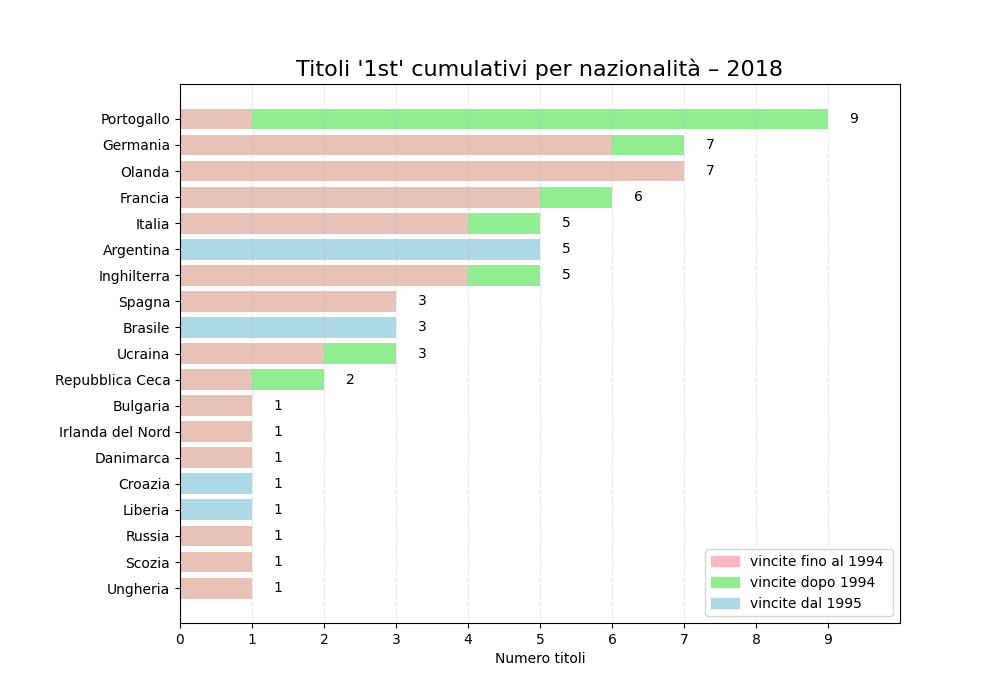 Titoli '1st' cumulativi per nazionalità – 2018
Portogallo 9
Germania 7
Olanda 7
Francia 6
Italia 5
Argentina 5
Inghilterra 5
Spagna 3
Brasile 3
Ucraina 3
Repubblica Ceca 2
Bulgaria 1
Irlanda del Nord 1
Danimarca 1
Croazia 1
Liberia 1
Russia 1
Scozia 1
Ungheria 1
vincite fino al 1994
vincite dopo 1994
vincite dal 1995
0 1 2 3 4 5 6 7 8 9
Numero titoli